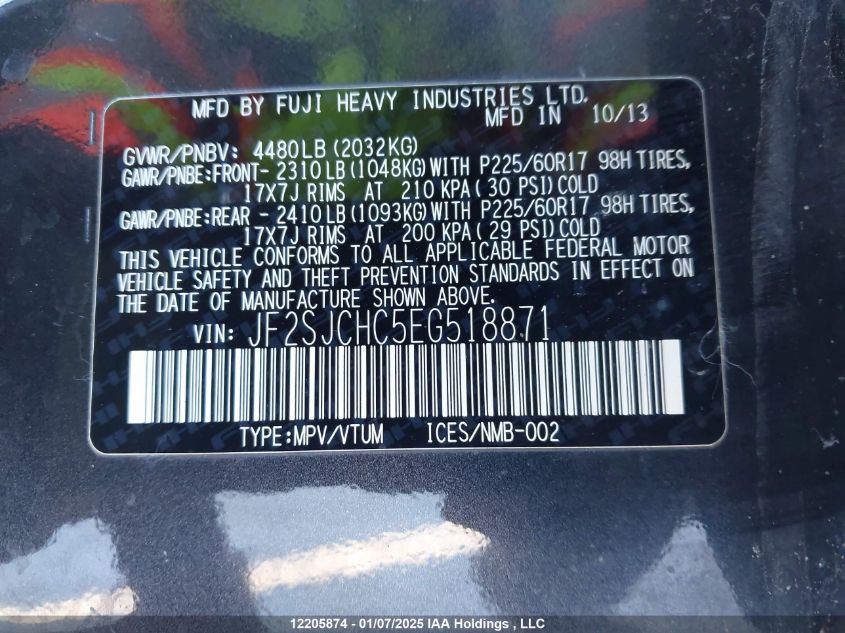 MFD BY FUJI HEAVY INDUSTRIES LTD.
MFD IN 10/13
GVWR/PNBV: 4480LB(2032KG)
GAWR/PNBE:FRONT- 2310LB(1048KG)WITH P225/60R17 98H TIRES,
17X7J RIMS AT 210 KPA( 30 PSI)COLD
GAWR/PNBE:REAR - 2410LB(1093KG)WITH P225/60R17 98H TIRES,
17X7J RIMS AT 200 KPA( 29 PSI)COLD
THIS VEHICLE CONFORMS TO ALL APPLICABLE FEDERAL MOTOR
VEHICLE SAFETY AND THEFT PREVENTION STANDARDS IN EFFECT ON
THE DATE OF MANUFACTURE SHOWN ABOVE.
VIN: JF2SJCHC5EG518871
TYPE:MPV/VTUM ICES/NMB-002
12205874 - 01/07/2025 IAA Holdings , LLC